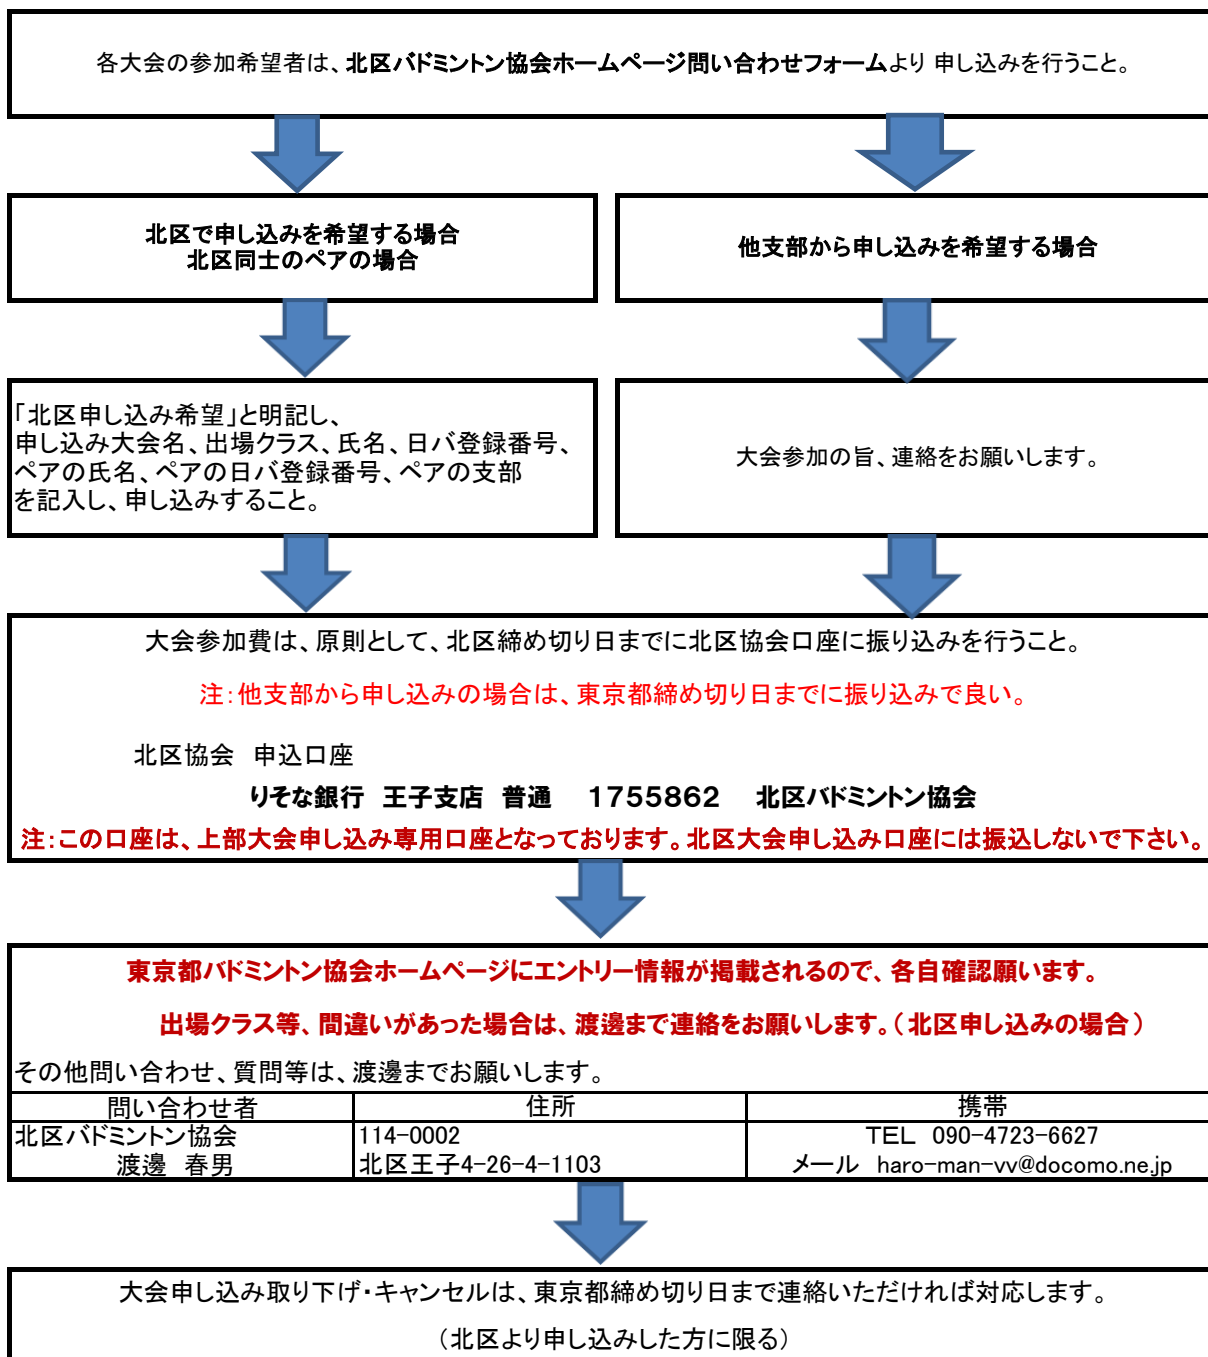 各大会の参加希望者は、北区バドミントン協会ホームページ問い合わせフォームより 申し込みを行うこと。
北区で申し込みを希望する場合
北区同士のペアの場合
他支部から申し込みを希望する場合
「北区申し込み希望」と明記し、
申し込み大会名、出場クラス、氏名、日バ登録番号、
ペアの氏名、ペアの日バ登録番号、ペアの支部
を記入し、申し込みすること。
大会参加の旨、連絡をお願いします。
大会参加費は、原則として、北区締め切り日までに北区協会口座に振り込みを行うこと。
注:他支部から申し込みの場合は、東京都締め切り日までに振り込みで良い。
北区協会　申込口座
りそな銀行　王子支店　普通　　1755862　　北区バドミントン協会
注:この口座は、上部大会申し込み専用口座となっております。北区大会申し込み口座には振込しないで下さい。
東京都バドミントン協会ホームページにエントリー情報が掲載されるので、各自確認願います。
出場クラス等、間違いがあった場合は、渡邊まで連絡をお願いします。(北区申し込みの場合)
その他問い合わせ、質問等は、渡邊までお願いします。
問い合わせ者　住所　携帯
北区バドミントン協会　114-0002　TEL　090-4723-6627
渡邊　春男　北区王子4-26-4-1103　メール　haro-man-vv@docomo.ne.jp
大会申し込み取り下げ・キャンセルは、東京都締め切り日まで連絡いただければ対応します。
(北区より申し込みした方に限る)